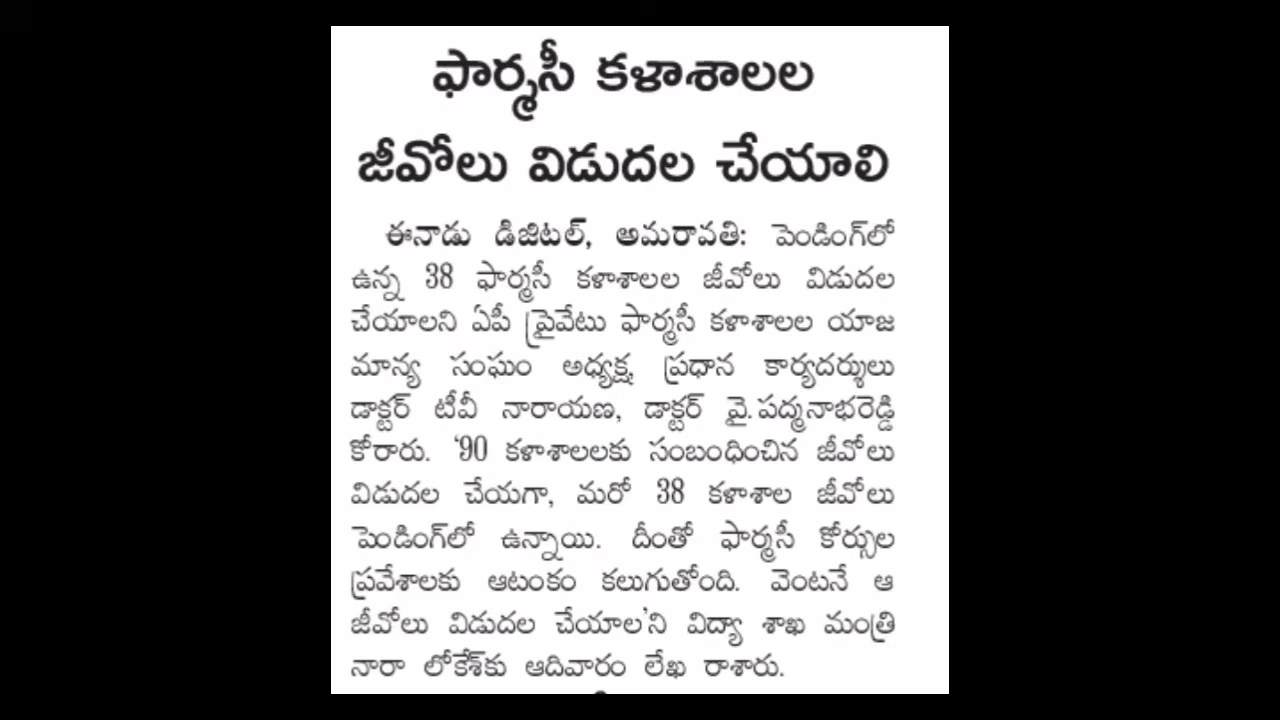 ఫార్మసీ కళాశాలల
జీవోలు విడుదల చేయాలి
ఈనాడు డిజిటల్, అమరావతి: పెండింగ్‌లో
ఉన్న 38 ఫార్మసీ కళాశాలల జీవోలు విడుదల
చేయాలని ఏపీ ప్రైవేటు ఫార్మసీ కళాశాలల యాజ
మాన్య సంఘం అధ్యక్ష, ప్రధాన కార్యదర్శులు
డాక్టర్ టీవీ నారాయణ, డాక్టర్ వై.పద్మనాభరెడ్డి
కోరారు. ‘90 కళాశాలలకు సంబంధించిన జీవోలు
విడుదల చేయగా, మరో 38 కళాశాల జీవోలు
పెండింగ్‌లో ఉన్నాయి. దీంతో ఫార్మసీ కోర్సుల
ప్రవేశాలకు ఆటంకం కలుగుతోంది. వెంటనే ఆ
జీవోలు విడుదల చేయాల’ని విద్యా శాఖ మంత్రి
నారా లోకేశ్‌కు ఆదివారం లేఖ రాశారు.